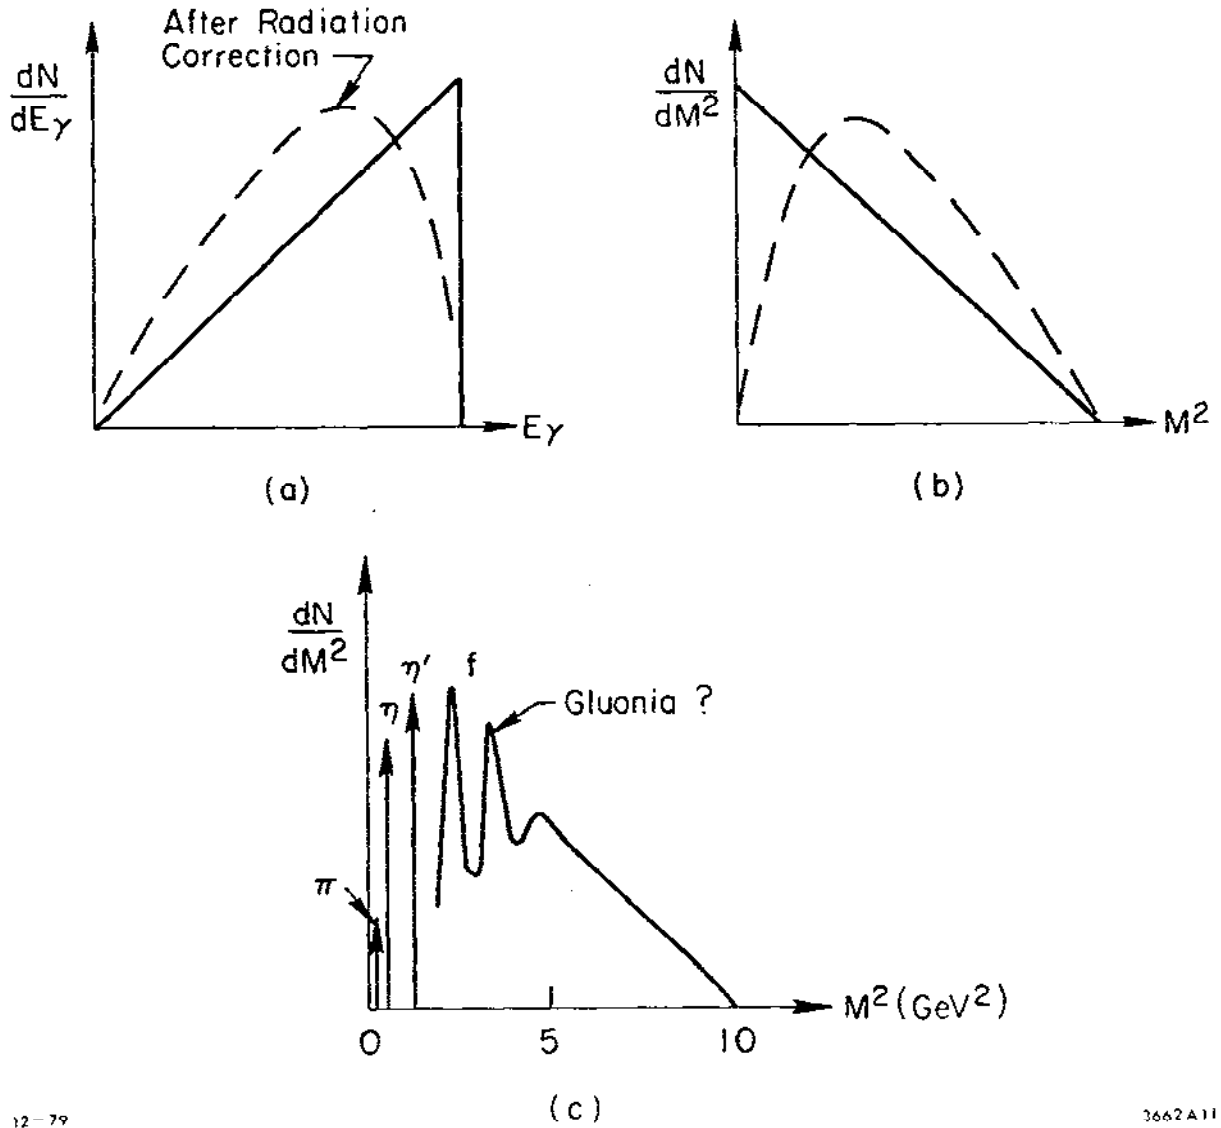 After Radiation
Correction
dN
dEγ
Eγ
(a)
dN
dM²
M²
(b)
dN
dM²
π
η
η′
f
Gluonia ?
0
5
10
M² (GeV²)
(c)
12-79
3662A11